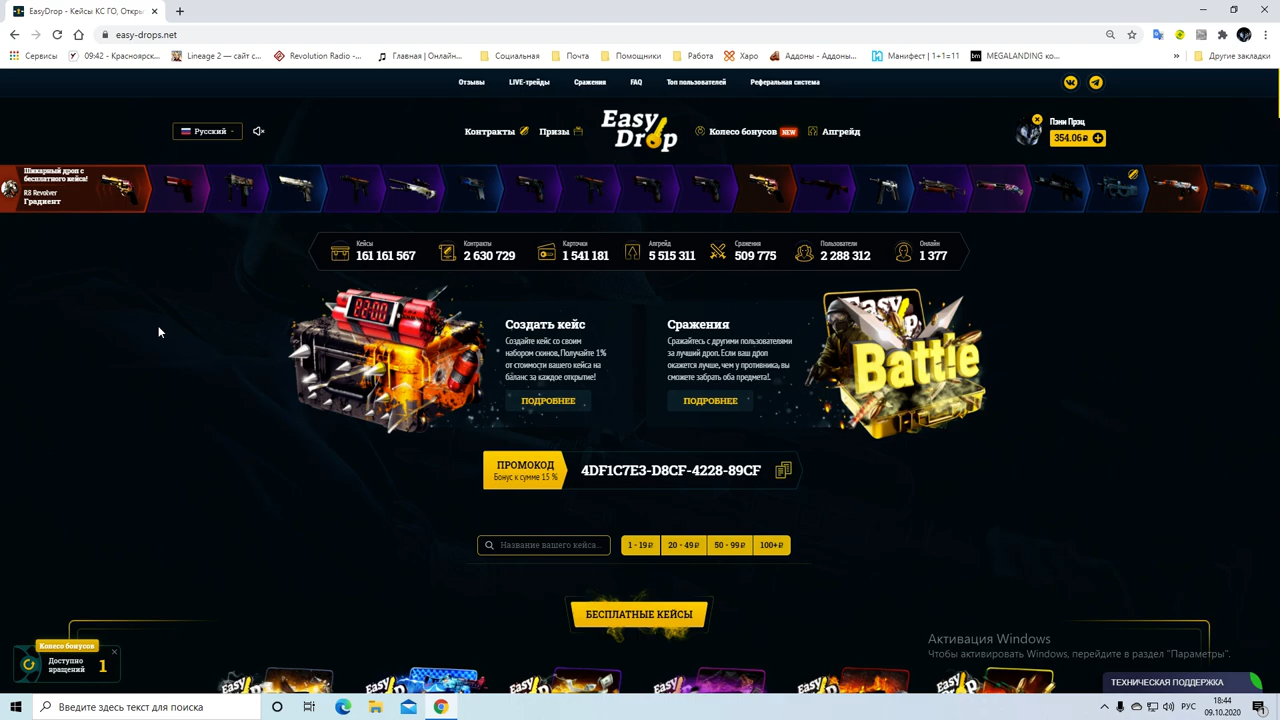 EasyDrop - Кейсы КС ГО, Откры
easy-drops.net
Сервисы
09:42 - Красноярск...
Lineage 2 — сайт с...
Revolution Radio -...
Главная | Онлайн...
Социальная
Почта
Помощники
Работа
Харо
Аддоны - Аддоны...
Манифест | 1+1=11
MEGALANDING ко...
»
Другие закладки
Отзывы
LIVE-трейды
Сражения
FAQ
Топ пользователей
Реферальная система
Русский
Контракты
Призы
Easy
Drop
Колесо бонусов NEW
Апгрейд
Пэни Прэц
354.06₽
Шикарный дроп с
бесплатного кейса!
R8 Revolver
Градиент
Кейсы
161 161 567
Контракты
2 630 729
Карточки
1 541 181
Апгрейд
5 515 311
Сражения
509 775
Пользователи
2 288 312
Онлайн
1 377
Создать кейс
Создайте кейс со своим
набором скинов, Получайте 1%
от стоимости вашего кейса на
баланс за каждое открытие!
ПОДРОБНЕЕ
Сражения
Сражайтесь с другими пользователями
за лучший дроп. Если ваш дроп
окажется лучше, чем у противника, вы
сможете забрать оба предмета!.
ПОДРОБНЕЕ
Easy
Battle
ПРОМОКОД
Бонус к сумме 15 %
4DF1C7E3-D8CF-4228-89CF
Название вашего кейса...
1 - 19₽
20 - 49₽
50 - 99₽
100+₽
БЕСПЛАТНЫЕ КЕЙСЫ
Колесо бонусов
Доступно
вращений
1
Easy
Easy
Easy
Easy
Easy
Easy
Активация Windows
Чтобы активировать Windows, перейдите в раздел "Параметры".
ТЕХНИЧЕСКАЯ ПОДДЕРЖКА
Введите здесь текст для поиска
РУС
18:44
09.10.2020